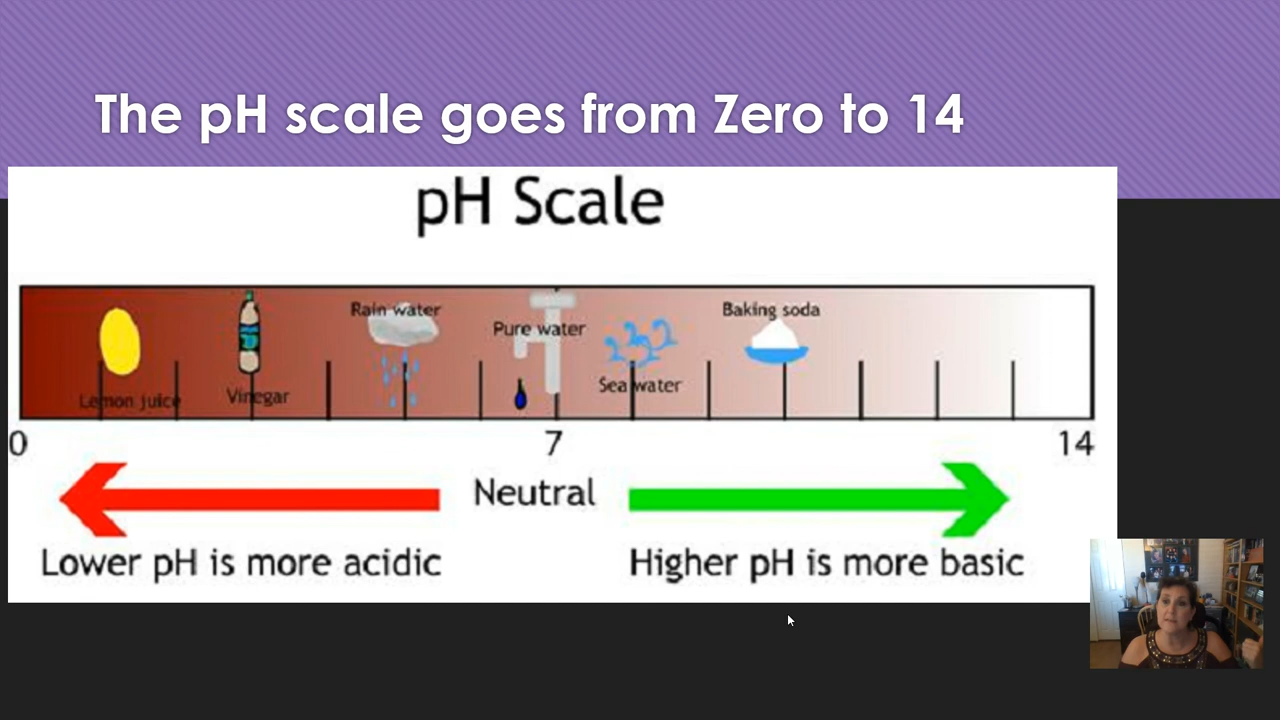 The pH scale goes from Zero to 14
pH Scale
Rain water
Baking soda
Pure water
Sea water
Lemon juice
Vinegar
0 7 14
Neutral
Lower pH is more acidic
Higher pH is more basic